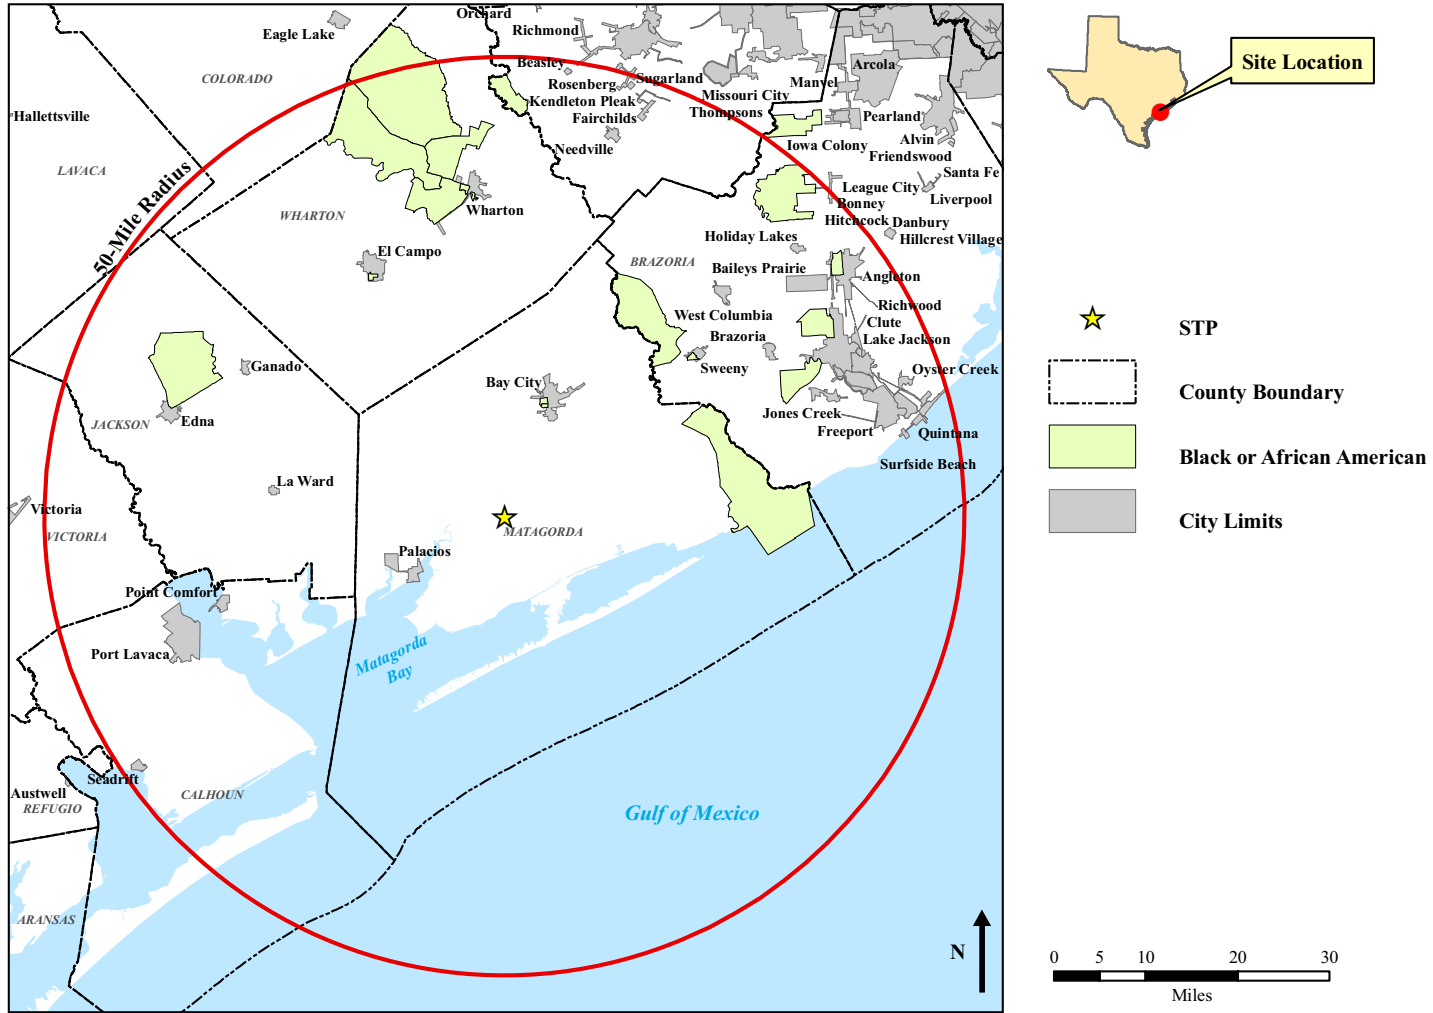 Orchard
Richmond
Eagle Lake
Beasley
COLORADO
Rosenberg
Sugarland
Manvel
Arcola
Missouri City
Kendleton Pleak
Thompsons
Fairchilds
Pearland
Hallettsville
Needville
Iowa Colony
Alvin
Friendswood
LAVACA
Santa Fe
50-Mile Radius
League City
Liverpool
Bonney
WHARTON
Wharton
Hitchcock
Danbury
Holiday Lakes
Hillcrest Village
El Campo
BRAZORIA
Baileys Prairie
Angleton
Richwood
West Columbia
Clute
Brazoria
Lake Jackson
Ganado
Sweeny
Oyster Creek
Bay City
Jones Creek
JACKSON
Edna
Freeport
Quintana
Surfside Beach
La Ward
Victoria
VICTORIA
MATAGORDA
Palacios
Point Comfort
Port Lavaca
Matagorda
Bay
Seadrift
Austwell
CALHOUN
REFUGIO
Gulf of Mexico
ARANSAS
N
Site Location
STP
County Boundary
Black or African American
City Limits
0 5 10 20 30
Miles